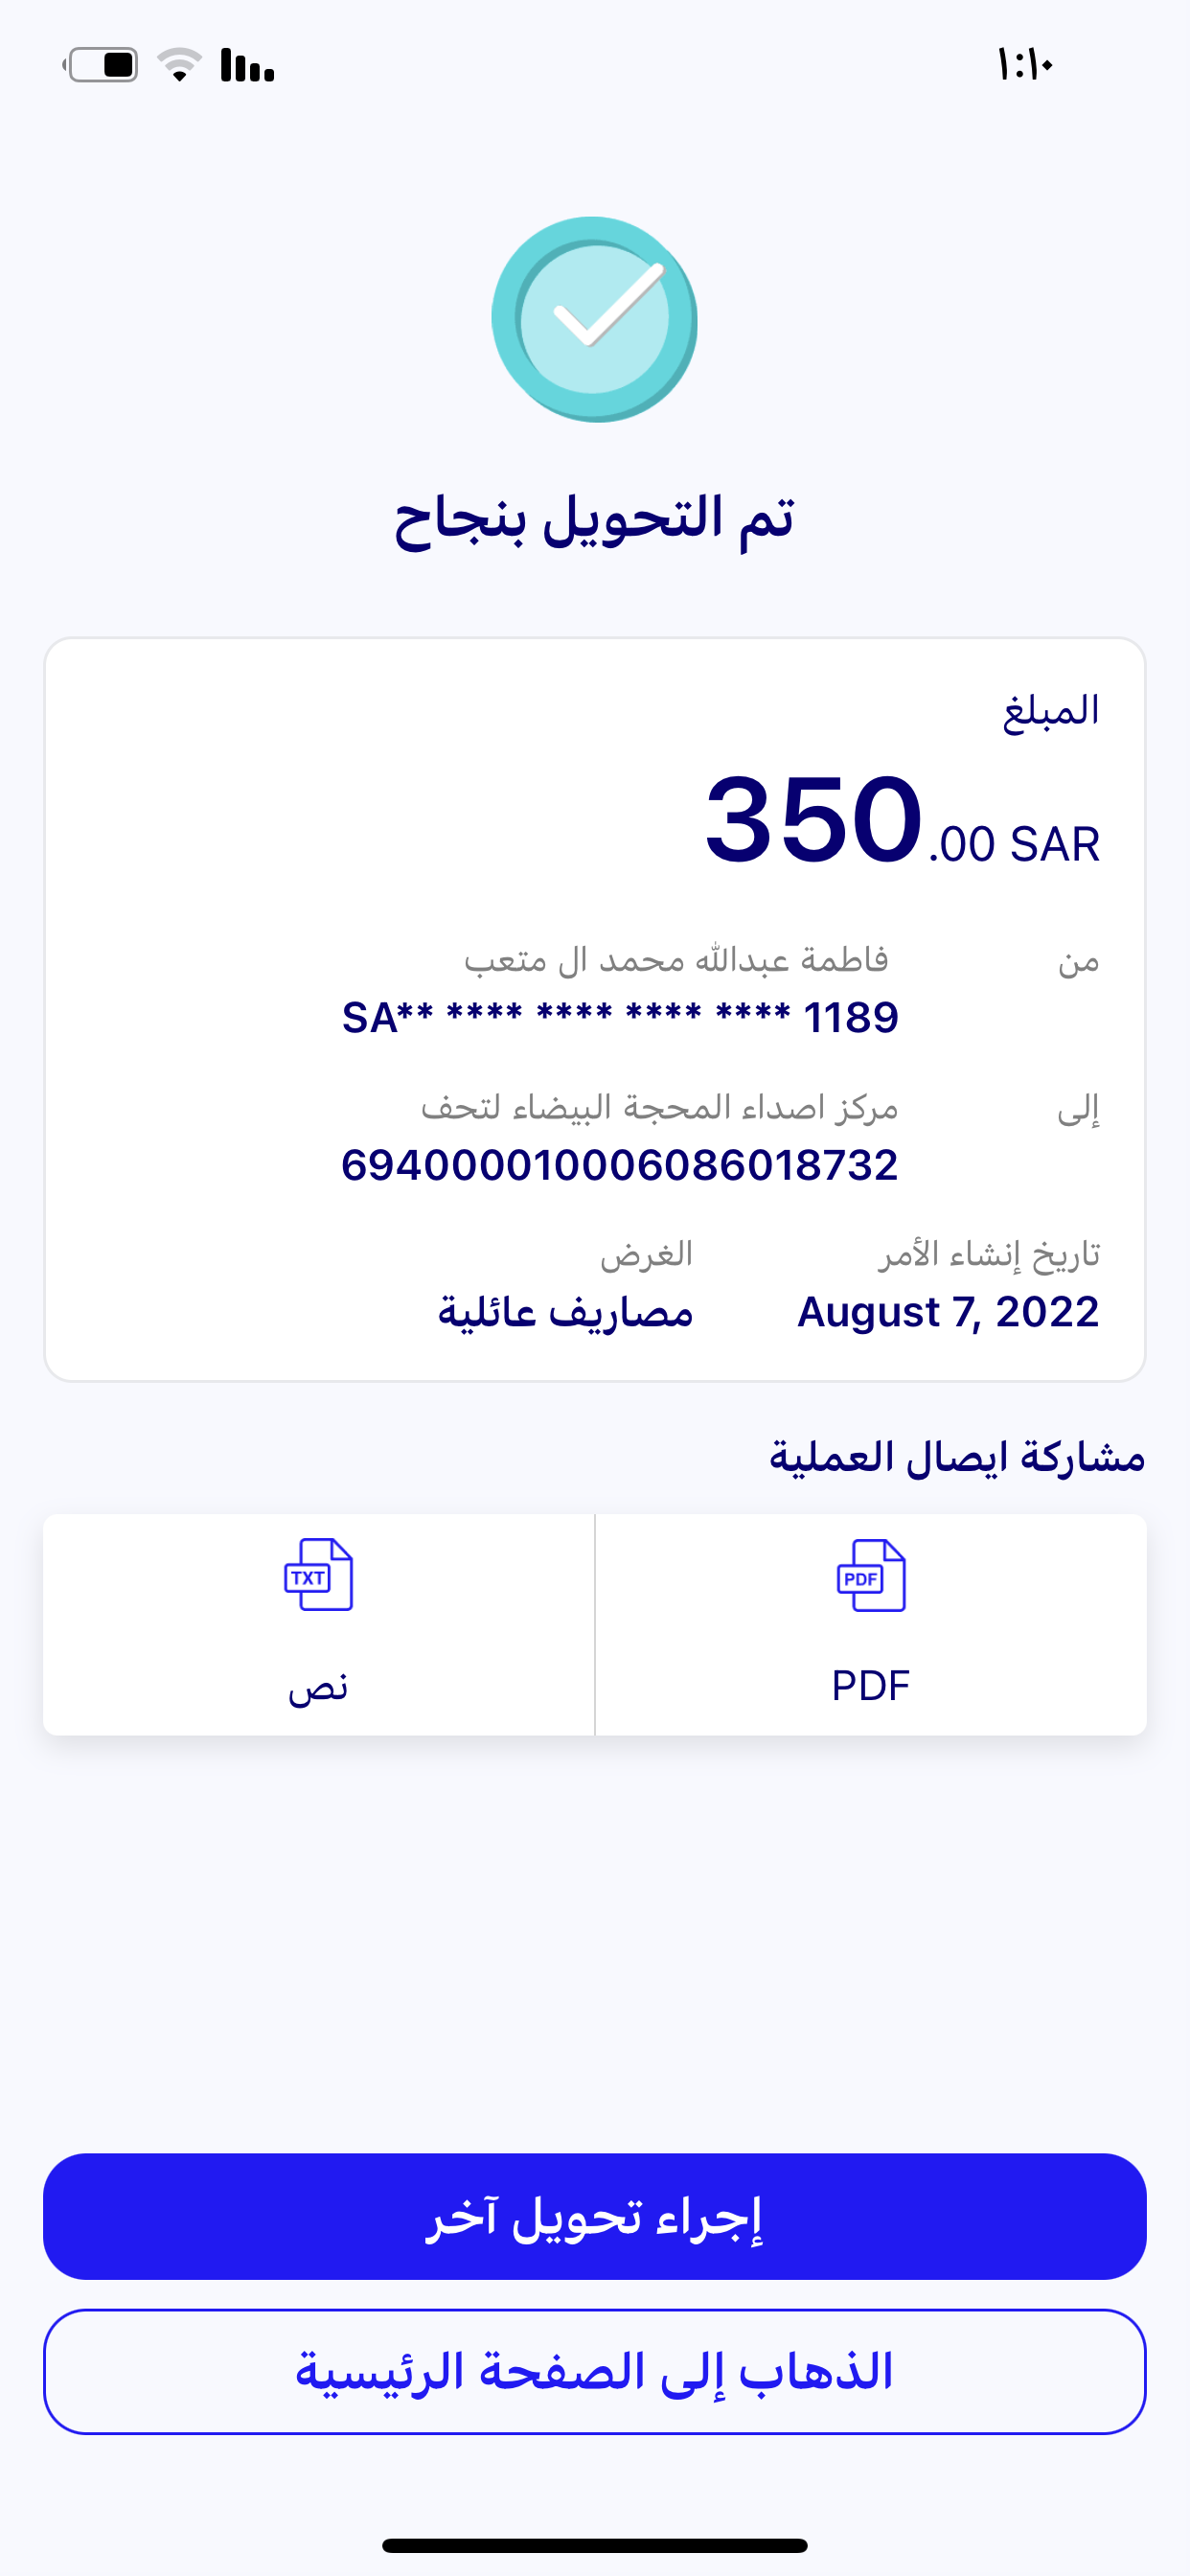 ١:١٠
تم التحويل بنجاح
المبلغ
350.00 SAR
من فاطمة عبدالله محمد ال متعب
SA** **** **** **** **** 1189
إلى مركز اصداء المحجة البيضاء لتحف
694000010006086018732
تاريخ إنشاء الأمر الغرض
August 7, 2022 مصاريف عائلية
مشاركة ايصال العملية
PDF TXT
PDF نص
إجراء تحويل آخر
الذهاب إلى الصفحة الرئيسية